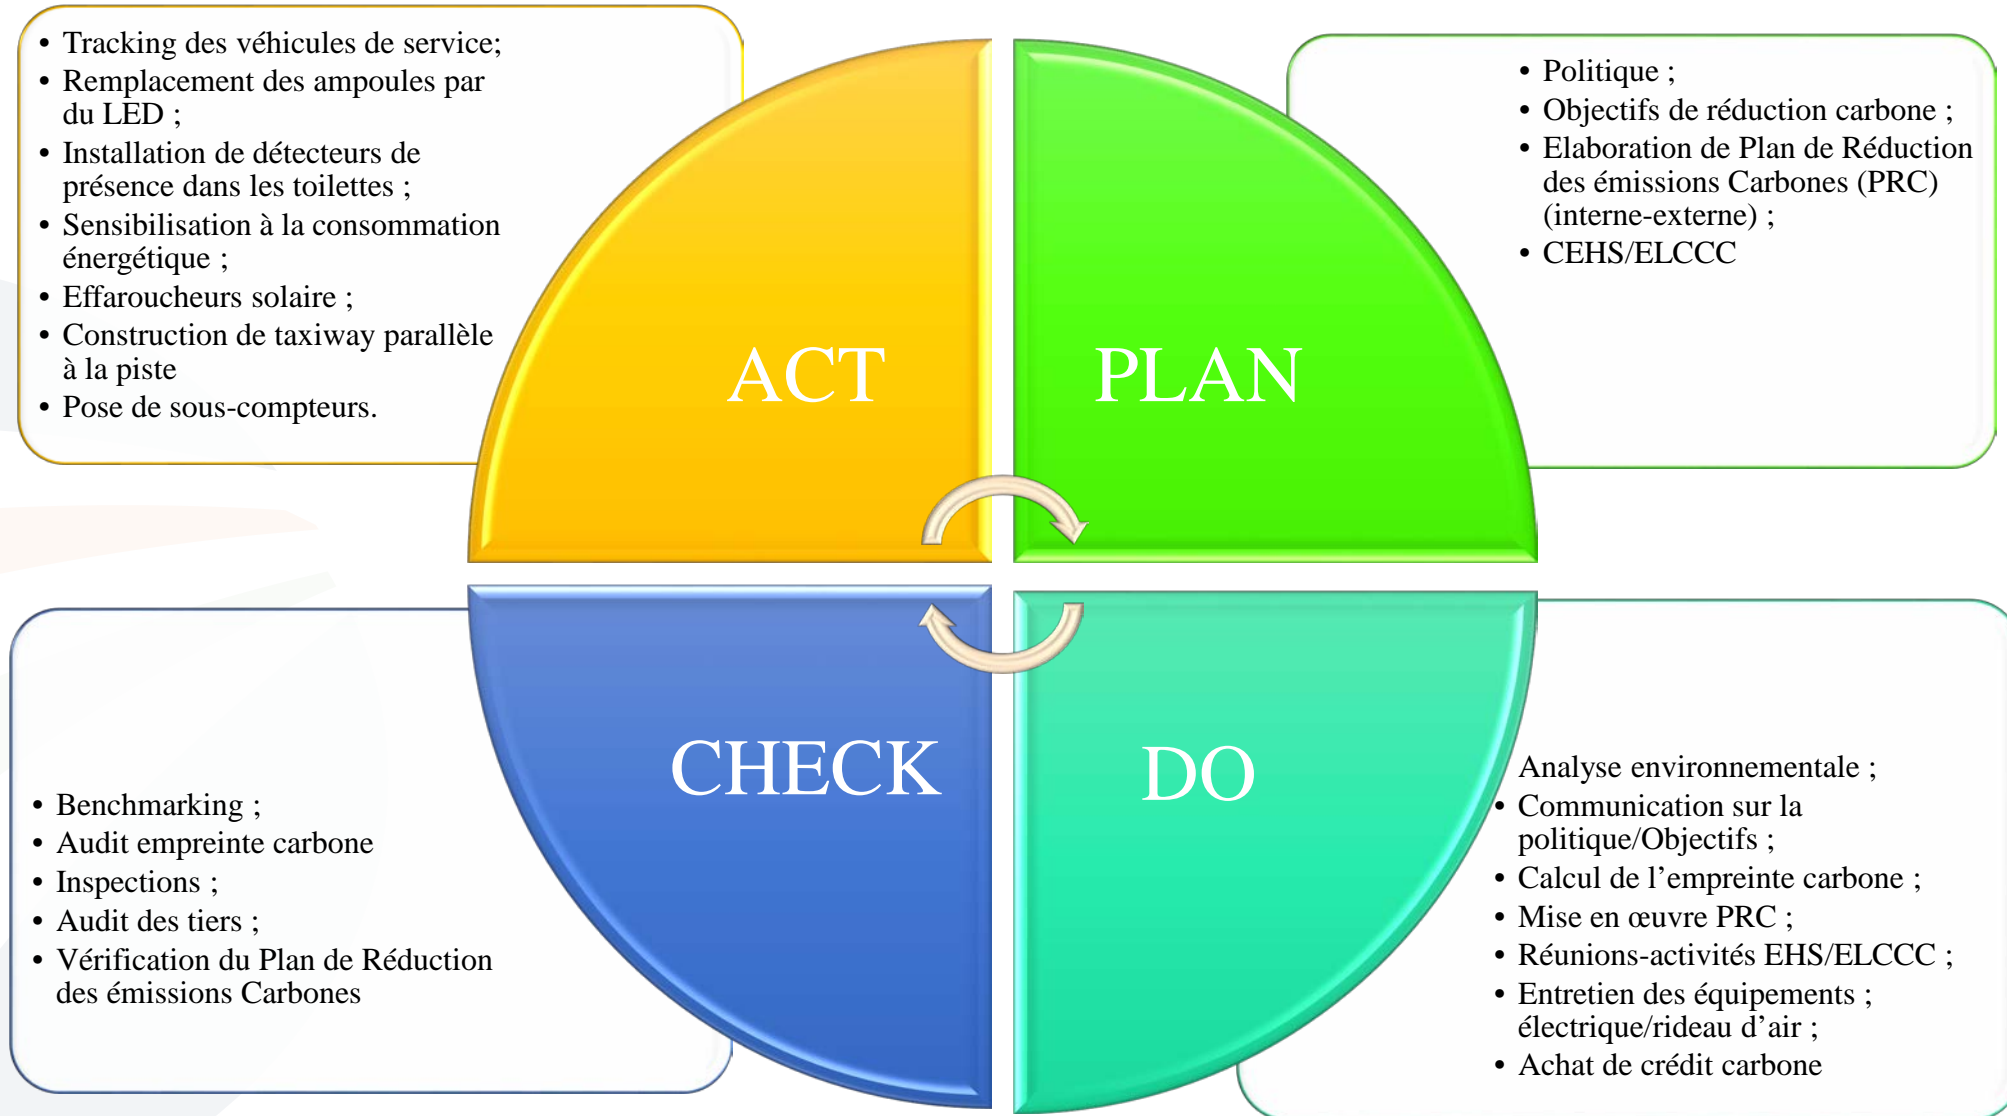 • Tracking des véhicules de service;
• Remplacement des ampoules par
du LED ;
• Installation de détecteurs de
présence dans les toilettes ;
• Sensibilisation à la consommation
énergétique ;
• Effaroucheurs solaire ;
• Construction de taxiway parallèle
à la piste
• Pose de sous-compteurs.
ACT
PLAN
• Politique ;
• Objectifs de réduction carbone ;
• Elaboration de Plan de Réduction
des émissions Carbones (PRC)
(interne-externe) ;
• CEHS/ELCCC
• Benchmarking ;
• Audit empreinte carbone
• Inspections ;
• Audit des tiers ;
• Vérification du Plan de Réduction
des émissions Carbones
CHECK
DO
Analyse environnementale ;
• Communication sur la
politique/Objectifs ;
• Calcul de l’empreinte carbone ;
• Mise en œuvre PRC ;
• Réunions-activités EHS/ELCCC ;
• Entretien des équipements ;
électrique/rideau d’air ;
• Achat de crédit carbone